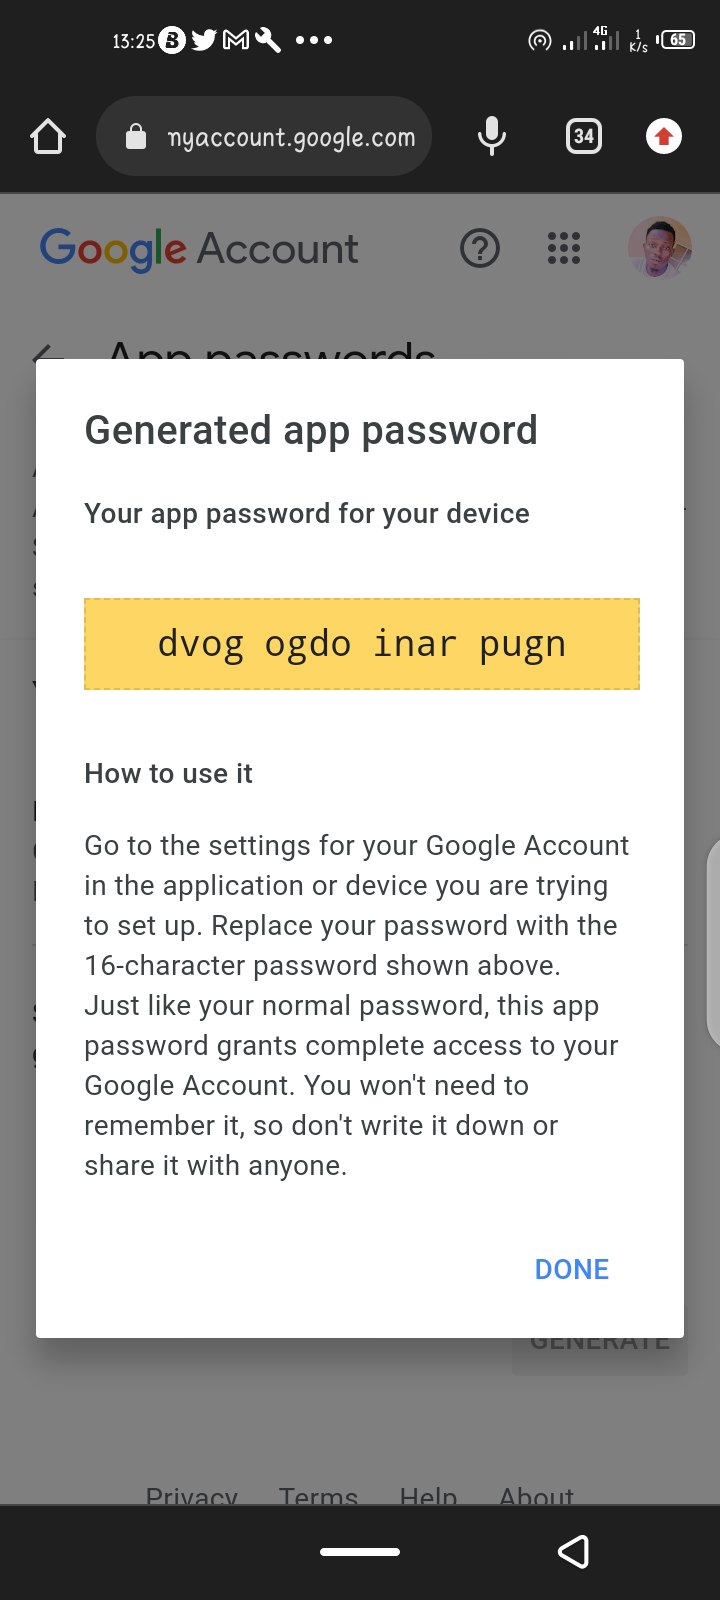 13:25
4G
1
K/s
65
myaccount.google.com
34
Google Account
App passwords
Generated app password
Your app password for your device
dvog ogdo inar pugn
How to use it
Go to the settings for your Google Account
in the application or device you are trying
to set up. Replace your password with the
16-character password shown above.
Just like your normal password, this app
password grants complete access to your
Google Account. You won't need to
remember it, so don't write it down or
share it with anyone.
DONE
GENERATE
Privacy Terms Help About